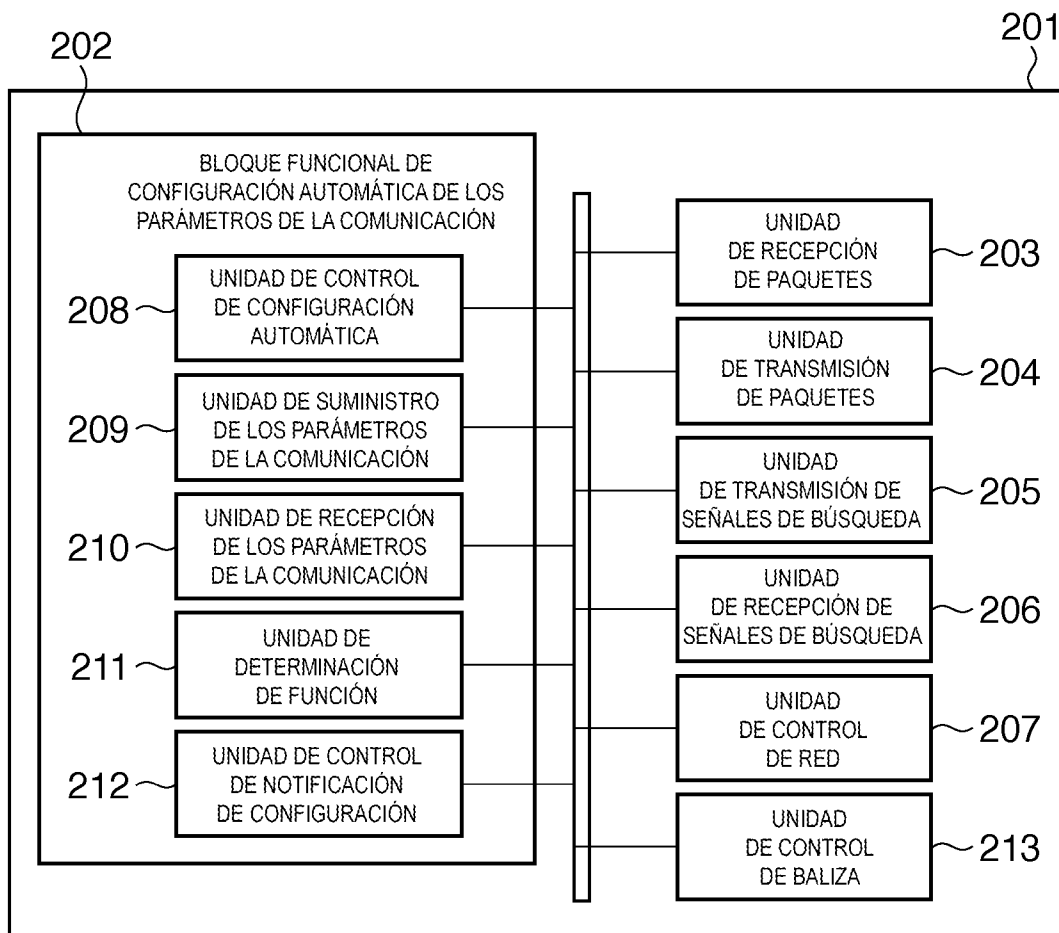 202
201
BLOQUE FUNCIONAL DE
CONFIGURACIÓN AUTOMÁTICA DE LOS
PARÁMETROS DE LA COMUNICACIÓN
208
UNIDAD DE CONTROL
DE CONFIGURACIÓN
AUTOMÁTICA
209
UNIDAD DE SUMINISTRO
DE LOS PARÁMETROS
DE LA COMUNICACIÓN
210
UNIDAD DE RECEPCIÓN
DE LOS PARÁMETROS
DE LA COMUNICACIÓN
211
UNIDAD DE
DETERMINACIÓN
DE FUNCIÓN
212
UNIDAD DE CONTROL
DE NOTIFICACIÓN
DE CONFIGURACIÓN
UNIDAD
DE RECEPCIÓN
DE PAQUETES
203
UNIDAD
DE TRANSMISIÓN
DE PAQUETES
204
UNIDAD
DE TRANSMISIÓN DE
SEÑALES DE BÚSQUEDA
205
UNIDAD
DE RECEPCIÓN DE
SEÑALES DE BÚSQUEDA
206
UNIDAD
DE CONTROL
DE RED
207
UNIDAD
DE CONTROL
DE BALIZA
213